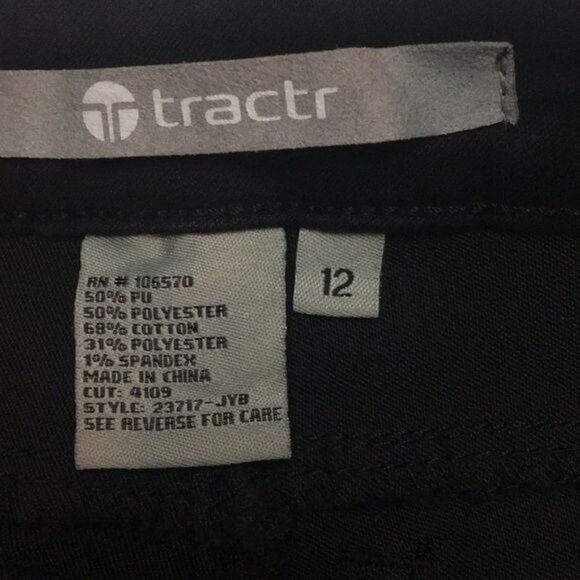 tractr
RN # 106570
50% PU
50% POLYESTER
68% COTTON
31% POLYESTER
1% SPANDEX
MADE IN CHINA
CUT: 4109
STYLE: 23717-JYB
SEE REVERSE FOR CARE
12